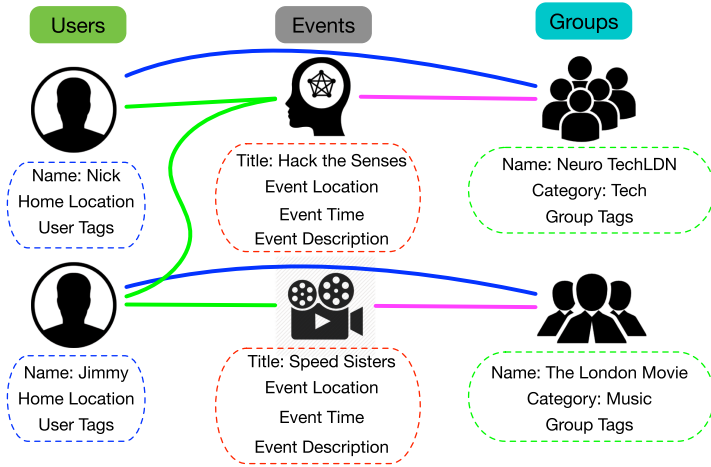 Users
Events
Groups
Name: Nick
Home Location
User Tags
Title: Hack the Senses
Event Location
Event Time
Event Description
Name: Neuro TechLDN
Category: Tech
Group Tags
Name: Jimmy
Home Location
User Tags
Title: Speed Sisters
Event Location
Event Time
Event Description
Name: The London Movie
Category: Music
Group Tags